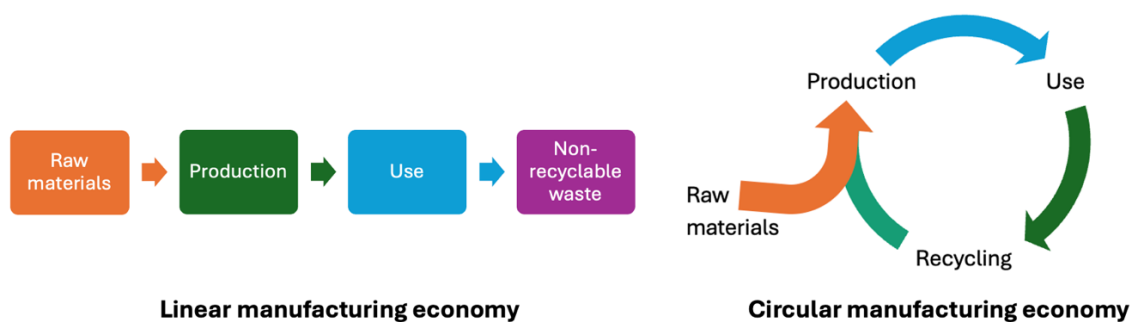 Raw
materials
Production
Use
Non-
recyclable
waste
Linear manufacturing economy
Production
Use
Raw
materials
Recycling
Circular manufacturing economy